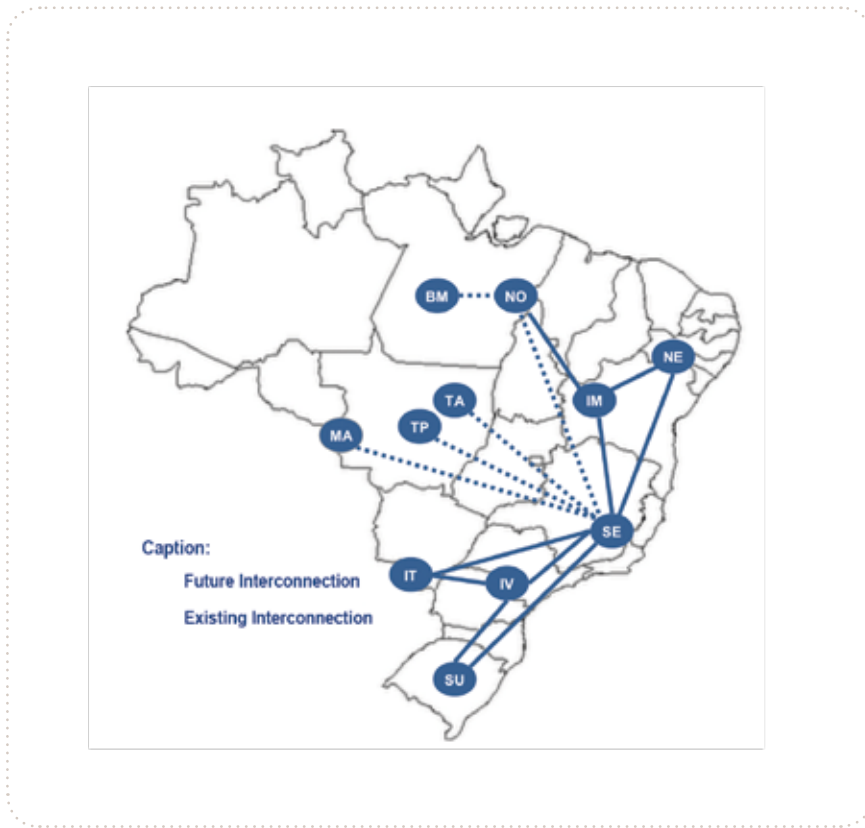 BM
NO
NE
TA
IM
TP
MA
SE
Caption:
IT
Future Interconnection
IV
Existing Interconnection
SU